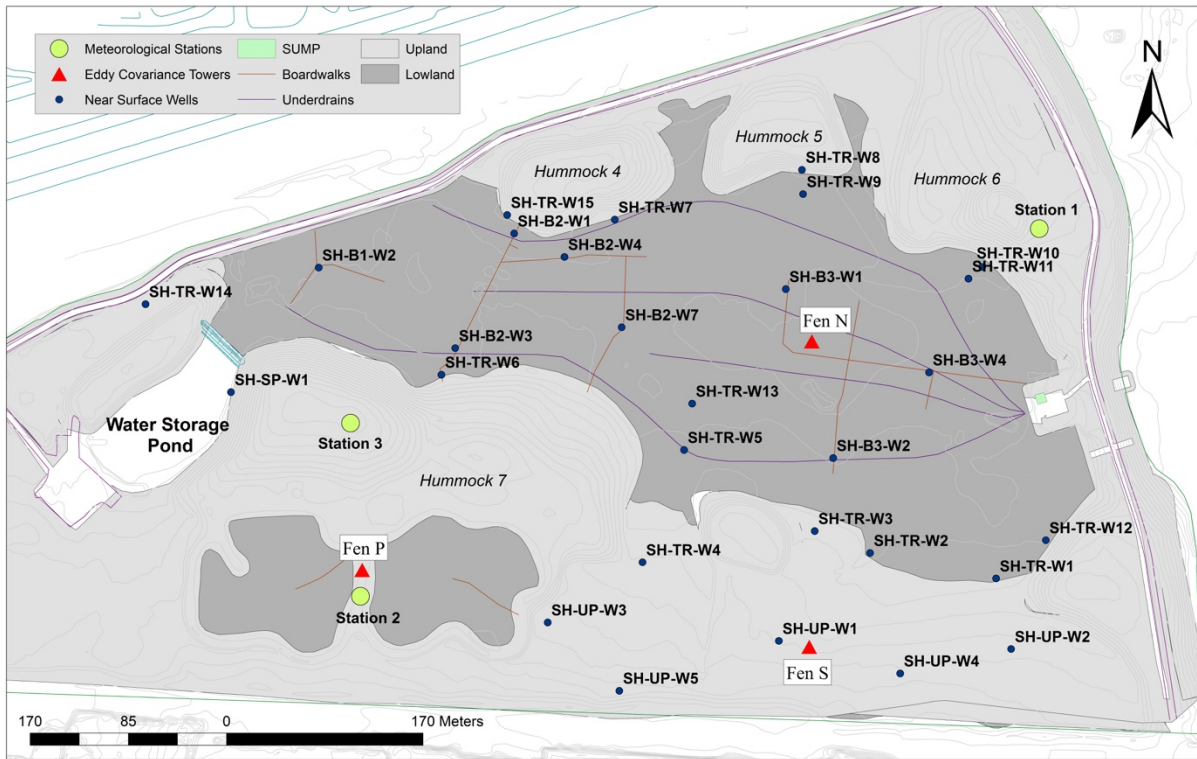 Meteorological Stations
SUMP
Upland
Eddy Covariance Towers
Boardwalks
Lowland
Near Surface Wells
Underdrains
N
Hummock 5
SH-TR-W8
Hummock 4
Hummock 6
SH-TR-W9
SH-TR-W15
SH-TR-W7
Station 1
SH-B2-W1
SH-B2-W4
SH-TR-W10
SH-B1-W2
SH-TR-W11
SH-B3-W1
SH-TR-W14
SH-B2-W7
Fen N
SH-B2-W3
SH-TR-W6
SH-B3-W4
SH-SP-W1
SH-TR-W13
Water Storage
Pond
Station 3
SH-TR-W5
SH-B3-W2
Hummock 7
SH-TR-W3
SH-TR-W12
SH-TR-W4
SH-TR-W2
Fen P
SH-TR-W1
Station 2
SH-UP-W3
SH-UP-W1
SH-UP-W2
Fen S
SH-UP-W4
SH-UP-W5
170 85 0 170 Meters